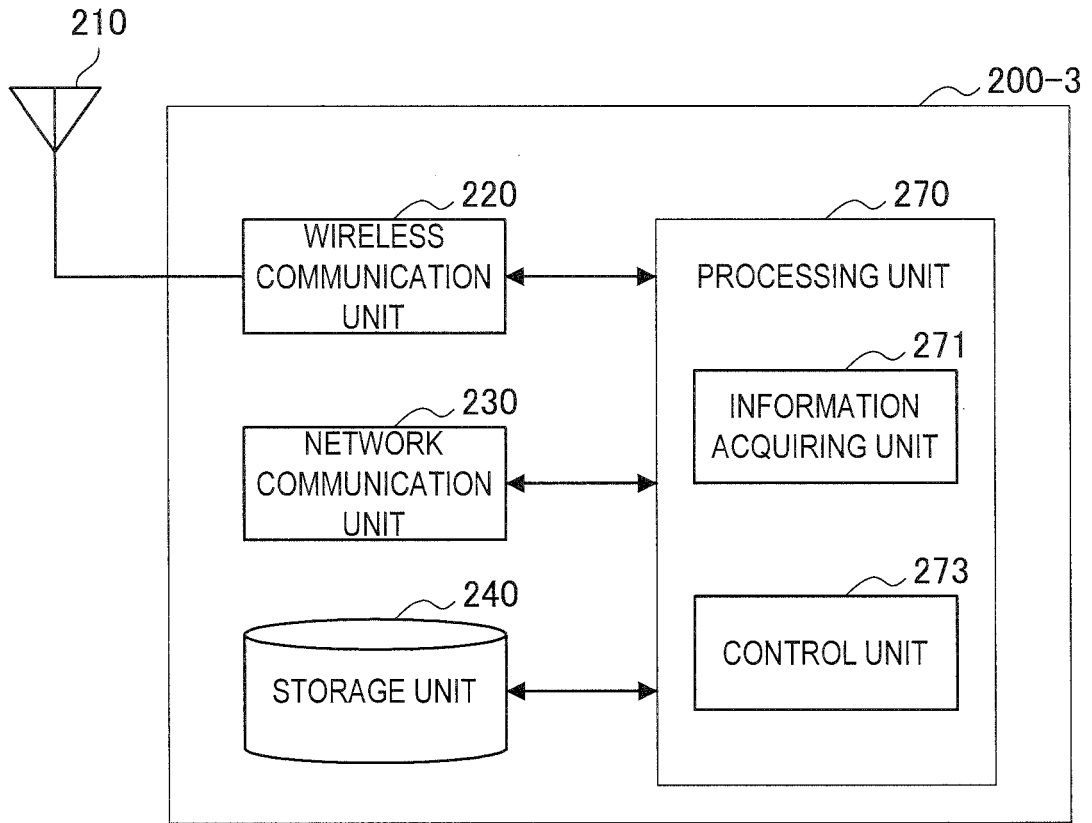 210
200-3
220
WIRELESS
COMMUNICATION
UNIT
270
PROCESSING UNIT
271
INFORMATION
ACQUIRING UNIT
230
NETWORK
COMMUNICATION
UNIT
273
CONTROL UNIT
240
STORAGE UNIT